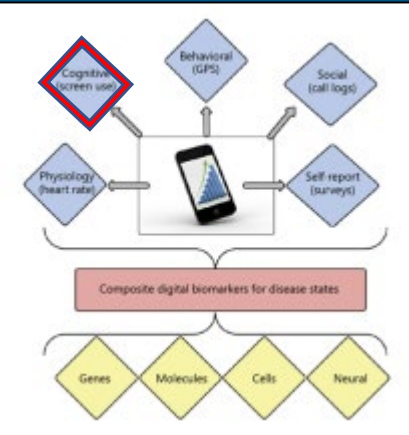 Behavioral
(GPS)
Cognitive
(screen use)
Social
(call logs)
Physiology
(heart rate)
Self-report
(surveys)
Composite digital biomarkers for disease states
Genes
Molecules
Cells
Neural